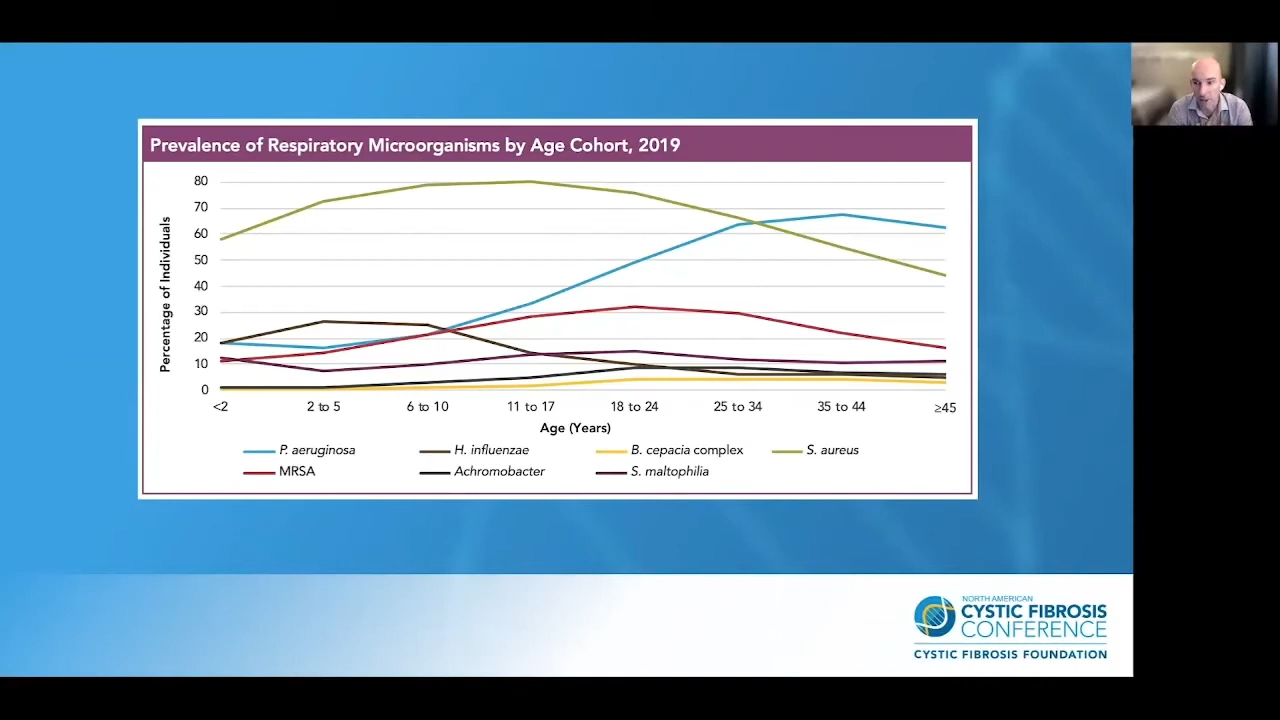 Prevalence of Respiratory Microorganisms by Age Cohort, 2019
Percentage of Individuals
80
70
60
50
40
30
20
10
0
<2 2 to 5 6 to 10 11 to 17 18 to 24 25 to 34 35 to 44 ≥45
Age (Years)
P. aeruginosa H. influenzae B. cepacia complex S. aureus
MRSA Achromobacter S. maltophilia
NORTH AMERICAN
CYSTIC FIBROSIS
CONFERENCE
CYSTIC FIBROSIS FOUNDATION